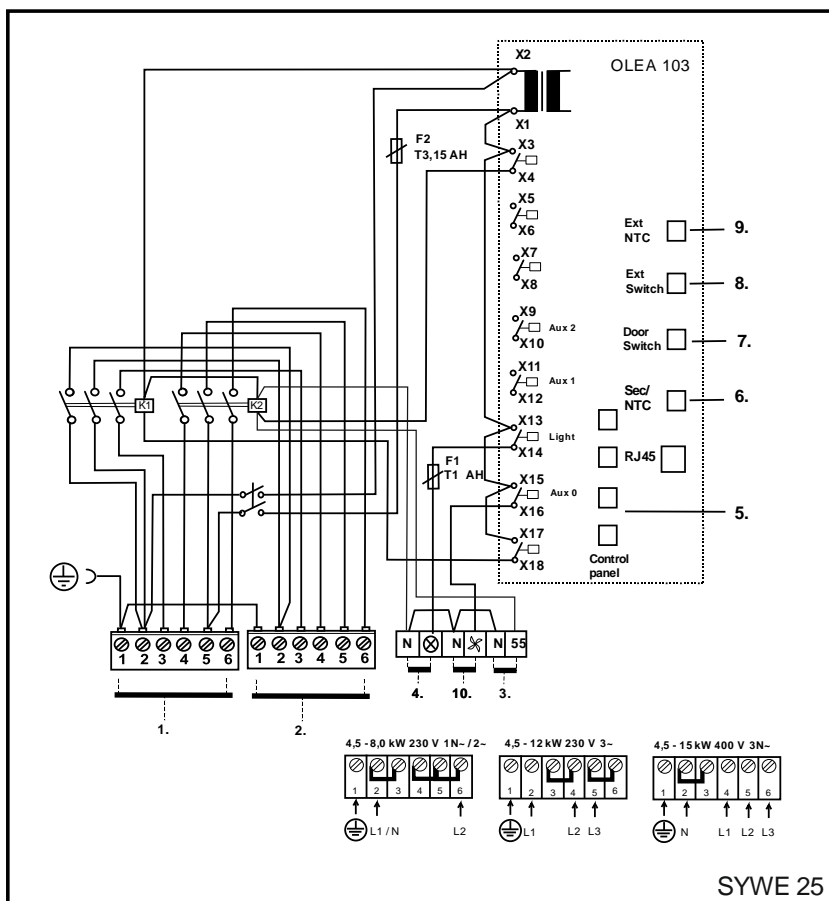 X2
OLEA 103
X1
F2
T3,15 AH
X3
X4
X5
X6
Ext
NTC
9.
X7
X8
Ext
Switch
8.
X9
Aux 2
X10
Door
Switch
7.
X11
Aux 1
X12
Sec/
NTC
6.
K1
K2
X13
Light
X14
RJ45
F1
T1 AH
X15
Aux 0
X16
5.
X17
X18
Control
panel
1 2 3 4 5 6
1 2 3 4 5 6
N N N 55
4. 10. 3.
1.
2.
4,5 - 8,0 kW 230 V 1N~ / 2~
1 2 3 4 5 6
L1 / N L2
4,5 - 12 kW 230 V 3~
1 2 3 4 5 6
L1 L2 L3
4,5 - 15 kW 400 V 3N~
1 2 3 4 5 6
N L1 L2 L3
SYWE 25